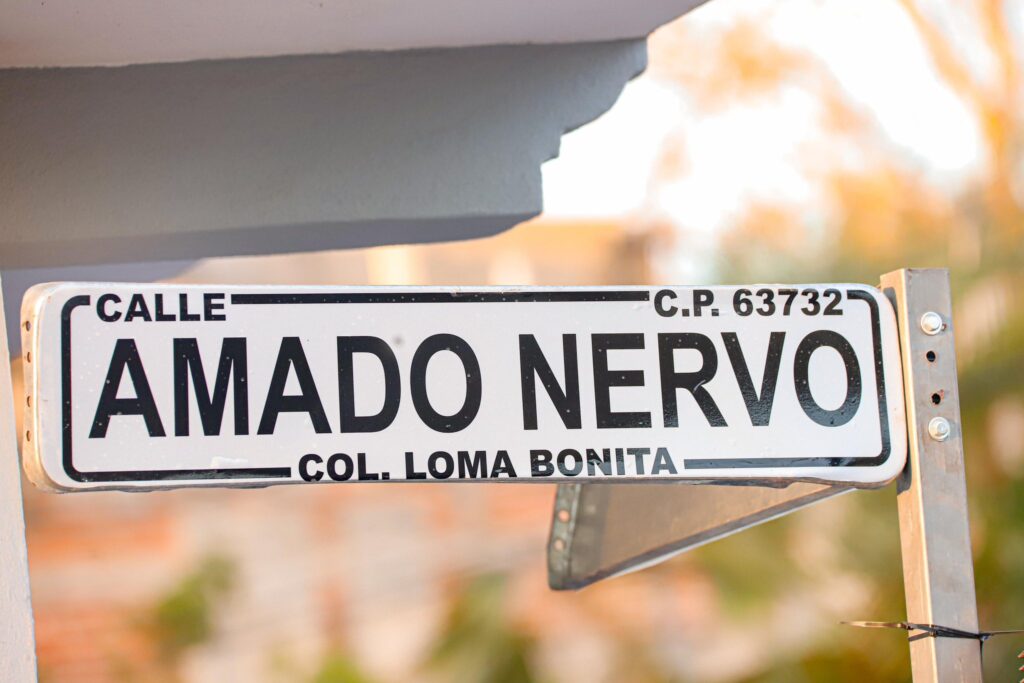 CALLE C.P. 63732
AMADO NERVO
COL. LOMA BONITA